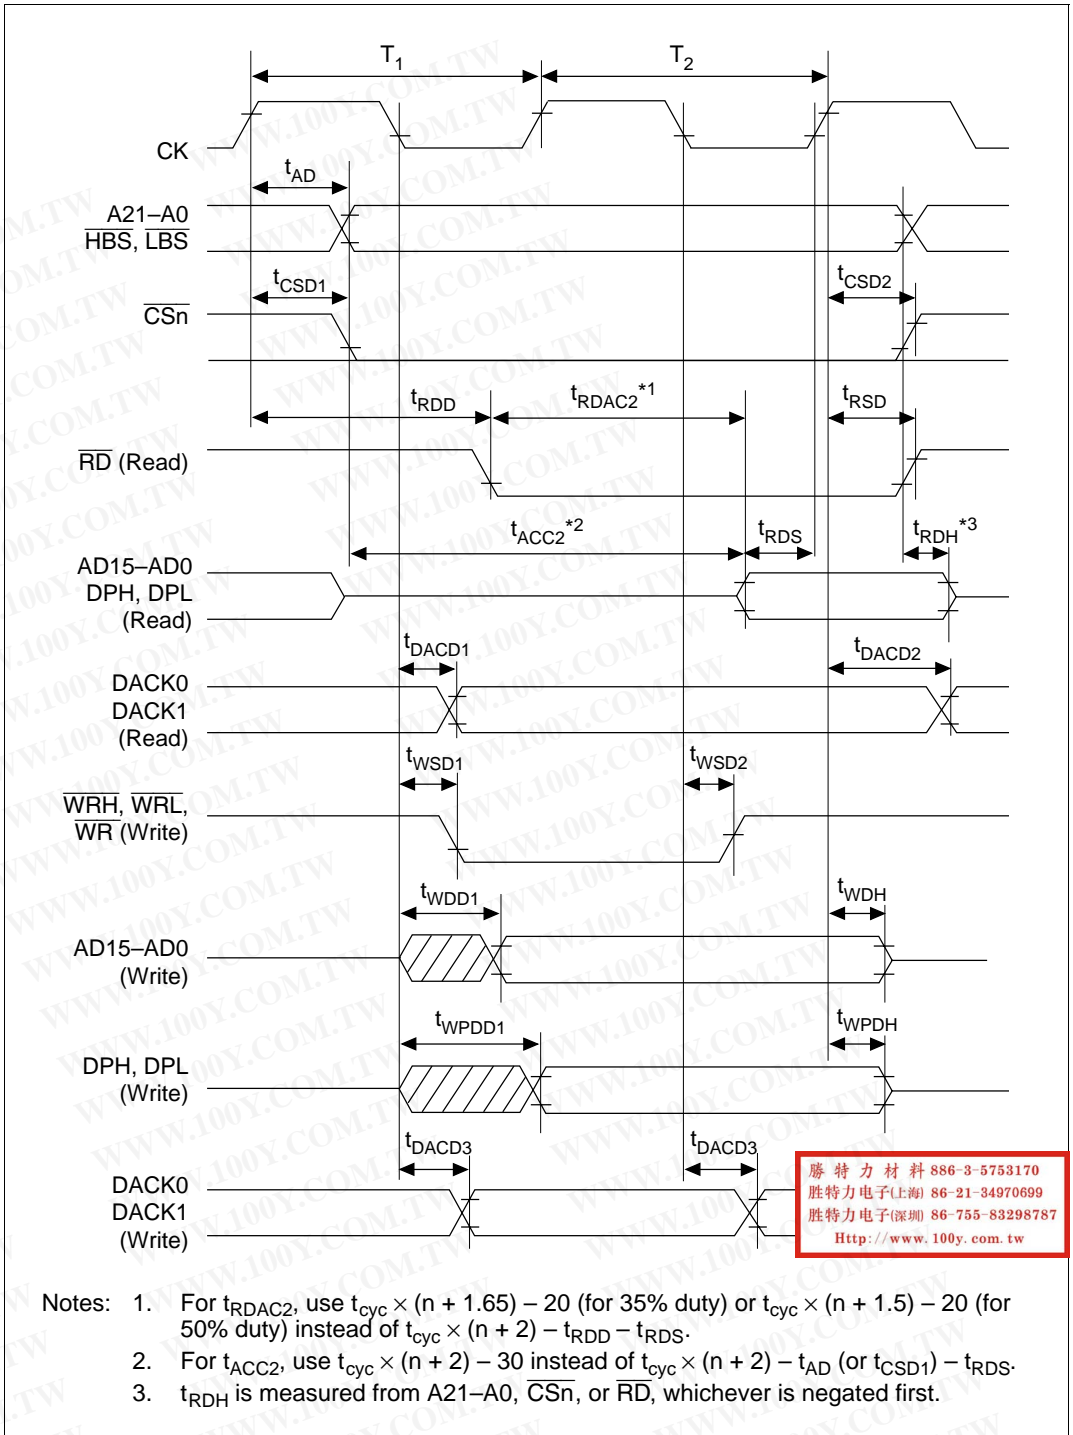 T1 T2
CK
tAD
A21–A0
HBS, LBS
tCSD1 tCSD2
CSn
tRDD tRDAC2*1 tRSD
RD (Read)
tACC2*2 tRDS tRDH*3
AD15–AD0
DPH, DPL
(Read)
tDACD1 tDACD2
DACK0
DACK1
(Read)
tWSD1 tWSD2
WRH, WRL,
WR (Write)
tWDD1 tWDH
AD15–AD0
(Write)
tWPDD1 tWPDH
DPH, DPL
(Write)
tDACD3 tDACD3
DACK0
DACK1
(Write)
勝 特 力 材 料 886-3-5753170
胜特力电子(上海) 86-21-34970699
胜特力电子(深圳) 86-755-83298787
Http://www.100y.com.tw
Notes: 1. For tRDAC2, use tcyc × (n + 1.65) – 20 (for 35% duty) or tcyc × (n + 1.5) – 20 (for
50% duty) instead of tcyc × (n + 2) – tRDD – tRDS.
2. For tACC2, use tcyc × (n + 2) – 30 instead of tcyc × (n + 2) – tAD (or tCSD1) – tRDS.
3. tRDH is measured from A21–A0, CSn, or RD, whichever is negated first.
WWW.100Y.COM.TW